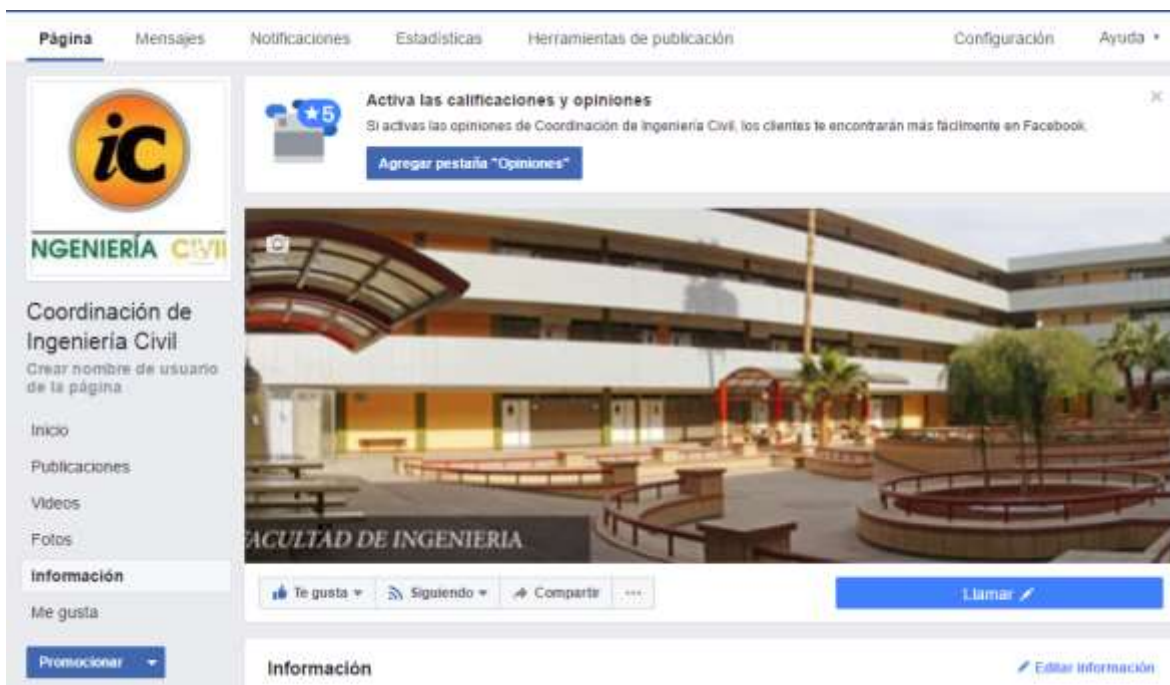 Página Mensajes Notificaciones Estadísticas Herramientas de publicación Configuración Ayuda
iC
NGENIERÍA CIVIL
Activa las calificaciones y opiniones
Si activas las opiniones de Coordinación de Ingeniería Civil, los clientes te encontrarán más fácilmente en Facebook.
Agregar pestaña "Opiniones"
★5
Coordinación de
Ingeniería Civil
Crear nombre de usuario
de la página
Inicio
Publicaciones
Videos
Fotos
Información
Me gusta
Promocionar
ACULTAD DE INGENIERIA
Te gusta Siguiendo Compartir ... Llamar
Información Editar información